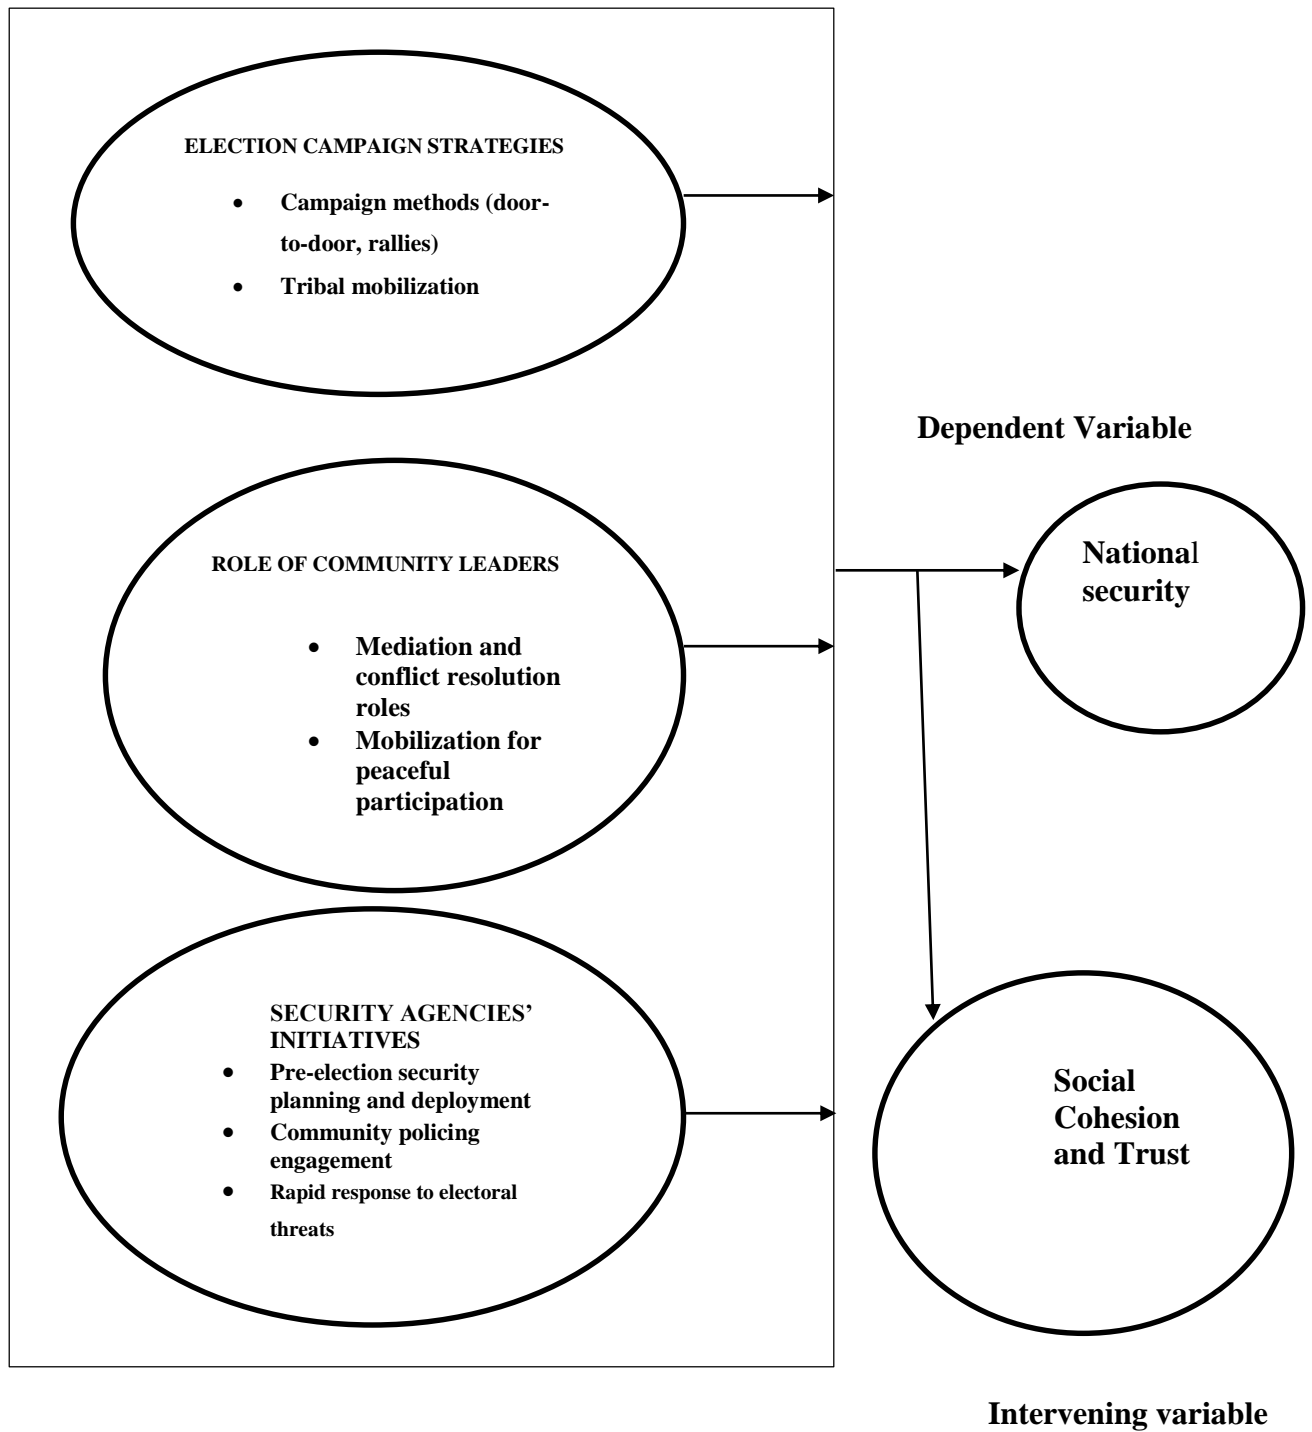 ELECTION CAMPAIGN STRATEGIES
• Campaign methods (door-
to-door, rallies)
• Tribal mobilization
ROLE OF COMMUNITY LEADERS
• Mediation and
conflict resolution
roles
• Mobilization for
peaceful
participation
SECURITY AGENCIES’
INITIATIVES
• Pre-election security
planning and deployment
• Community policing
engagement
• Rapid response to electoral
threats
Dependent Variable
National
security
Social
Cohesion
and Trust
Intervening variable